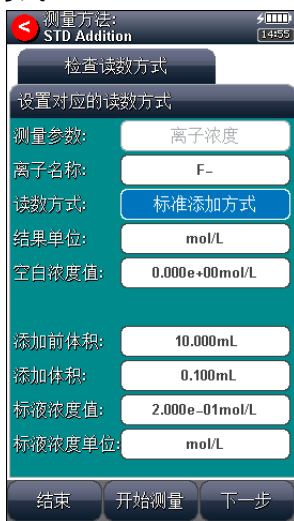 测量方法:
STD Addition
14:55
检查读数方式
设置对应的读数方式
测量参数: 离子浓度
离子名称: F-
读数方式: 标准添加方式
结果单位: mol/L
空白浓度值: 0.000e+00mol/L
添加前体积: 10.000mL
添加体积: 0.100mL
标液浓度值: 2.000e-01mol/L
标液浓度单位: mol/L
结束 开始测量 下一步